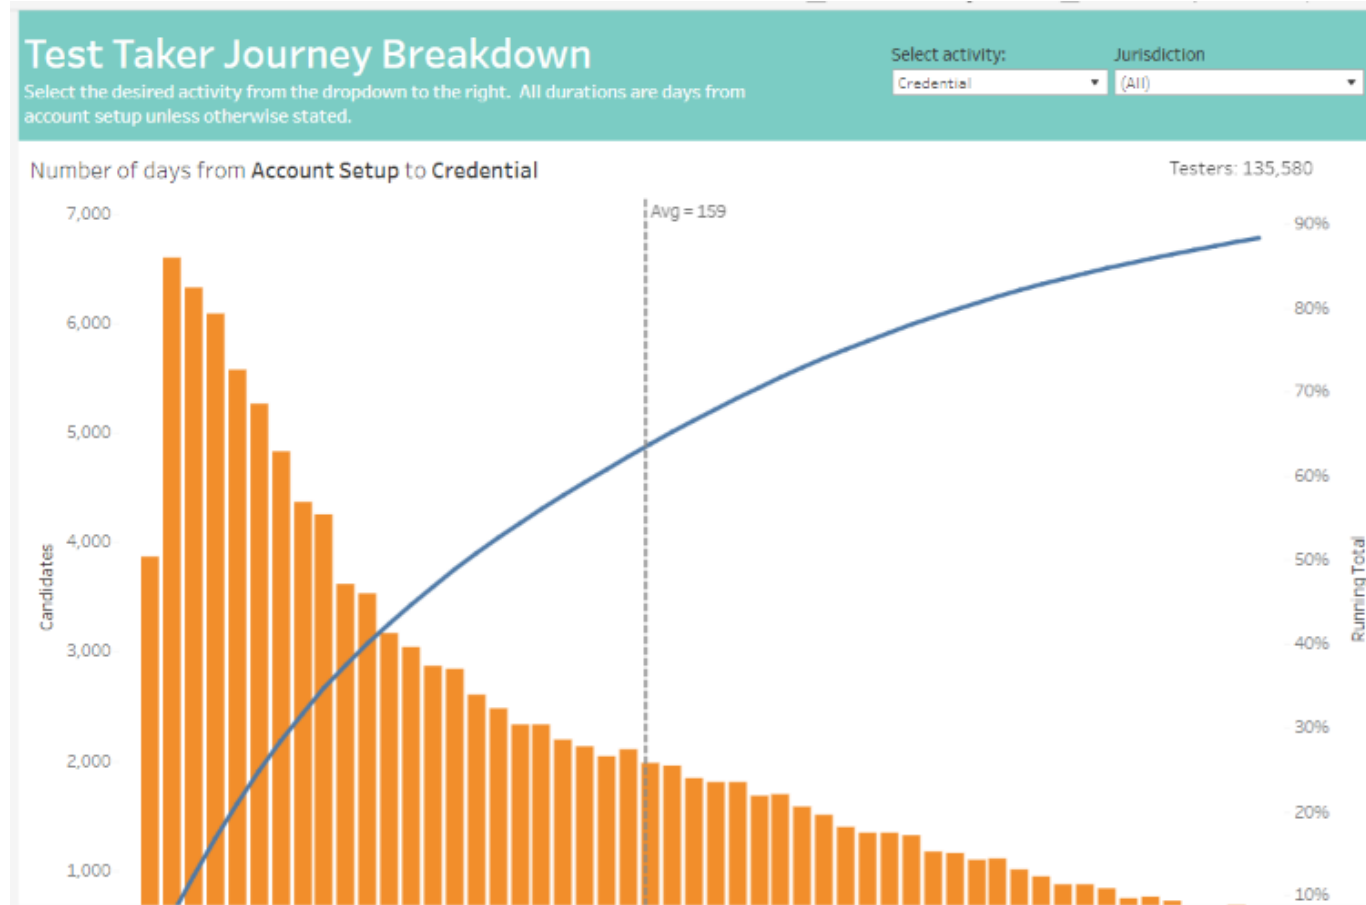 Test Taker Journey Breakdown
Select the desired activity from the dropdown to the right. All durations are days from
account setup unless otherwise stated.
Select activity:
Credential
Jurisdiction
(All)
Number of days from Account Setup to Credential
Testers: 135,580
Avg = 159
7,000
6,000
5,000
4,000
3,000
2,000
1,000
Candidates
90%
80%
70%
60%
50%
40%
30%
20%
10%
Running Total